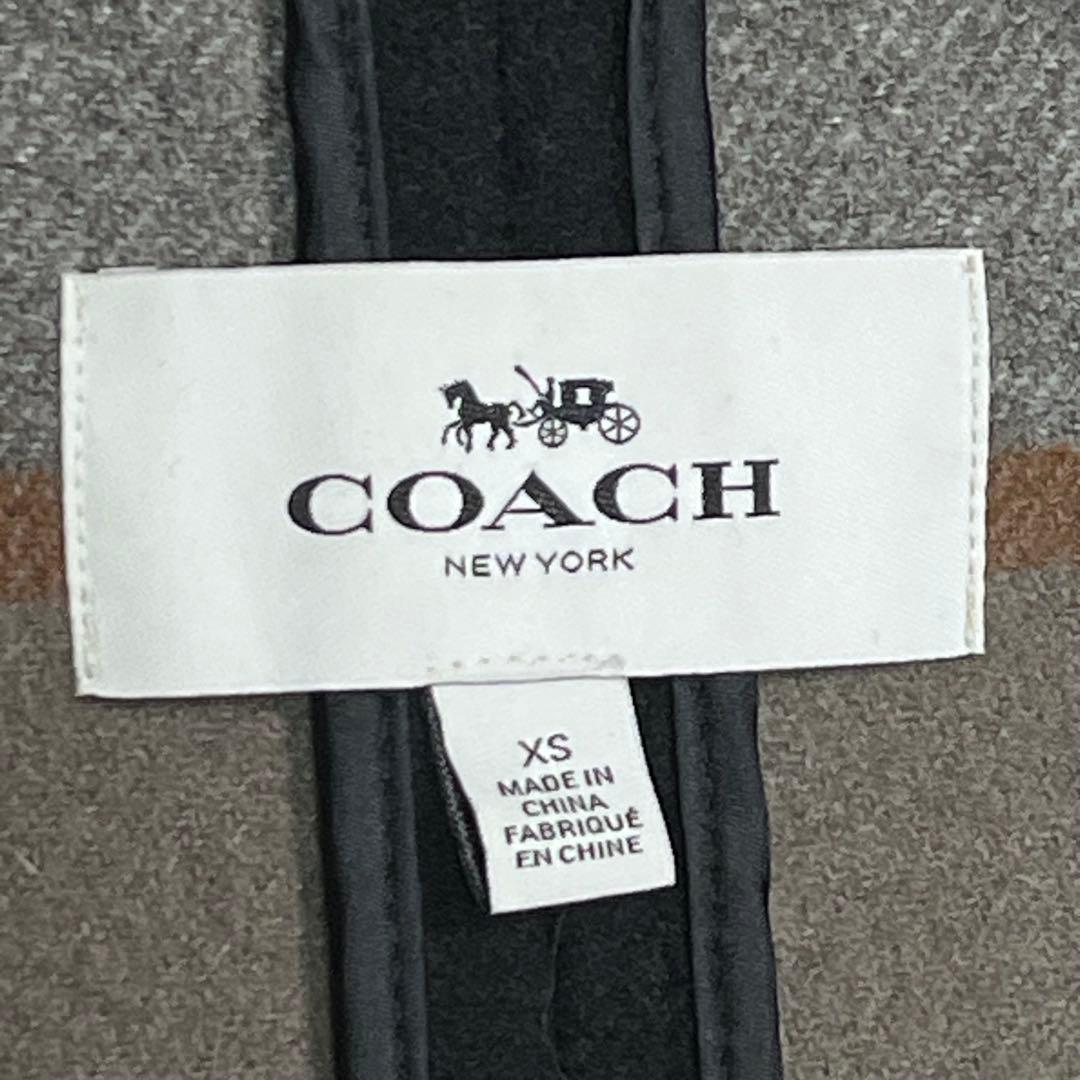 COACH
NEW YORK
XS
MADE IN
CHINA
FABRIQUÉ
EN CHINE